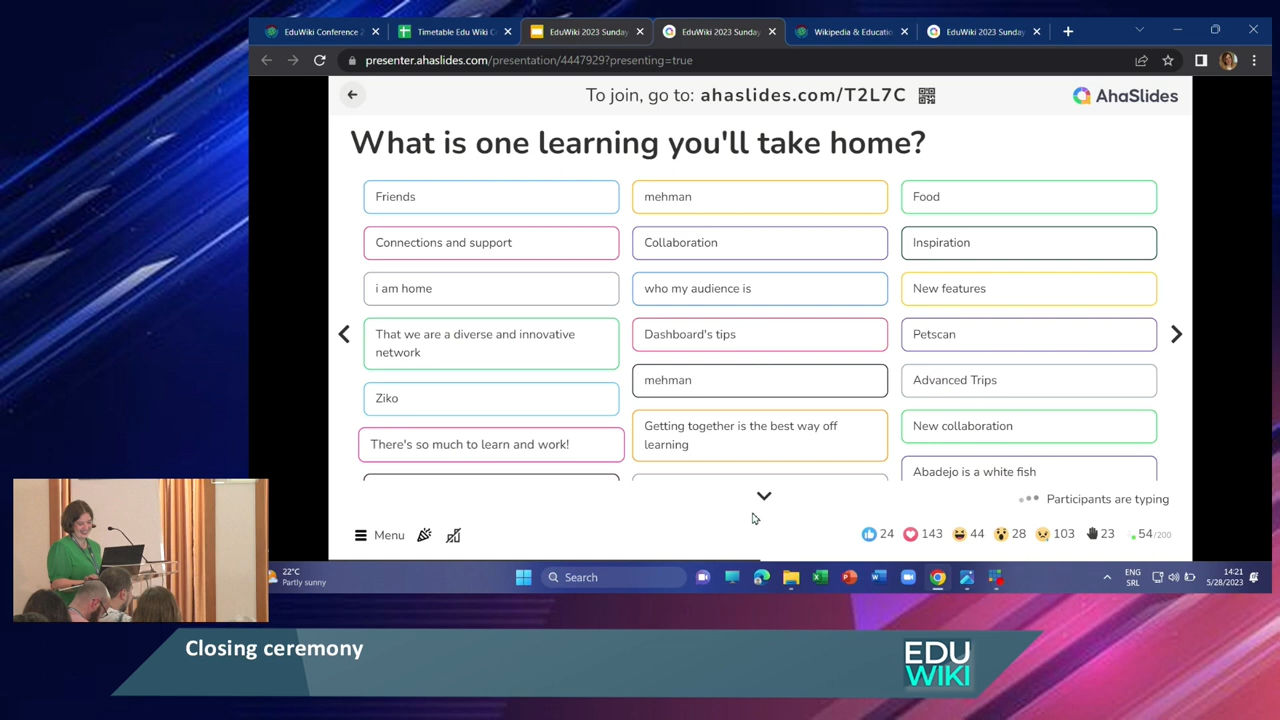 EduWiki Conference 2
Timetable Edu Wiki C
EduWiki 2023 Sunday
EduWiki 2023 Sunday
Wikipedia & Educatio
EduWiki 2023 Sunday
presenter.ahaslides.com/presentation/4447929?presenting=true
To join, go to: ahaslides.com/T2L7C
AhaSlides
What is one learning you'll take home?
Friends
mehman
Food
Connections and support
Collaboration
Inspiration
i am home
who my audience is
New features
That we are a diverse and innovative
network
Dashboard's tips
Petscan
mehman
Advanced Trips
Ziko
Getting together is the best way off
learning
New collaboration
There's so much to learn and work!
Abadejo is a white fish
Participants are typing
Menu
24
143
44
28
103
23
54/200
22°C
Partly sunny
Search
ENG
SRL
14:21
5/28/2023
Closing ceremony
EDU
WIKI